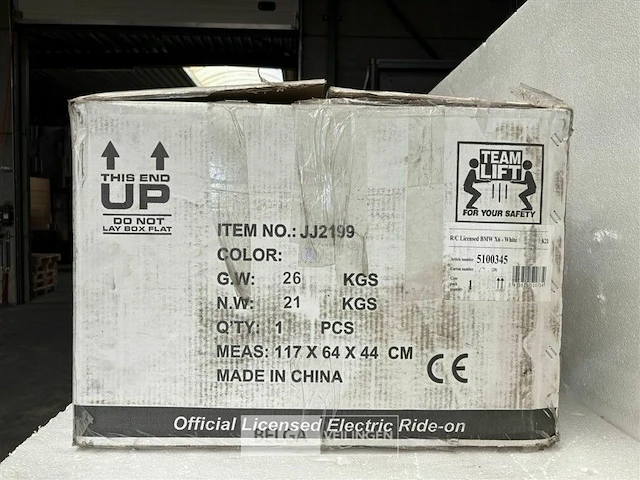 THIS END
UP
DO NOT
LAY BOX FLAT
TEAM
LIFT
FOR YOUR SAFETY
ITEM NO.: JJ2199
COLOR:
G.W: 26 KGS
N.W: 21 KGS
Q'TY: 1 PCS
MEAS: 117 X 64 X 44 CM
MADE IN CHINA
CE
R/C Licensed BMW X6 - White
Article number 5100345
1
Official Licensed Electric Ride-on
BELGA VEILINGEN